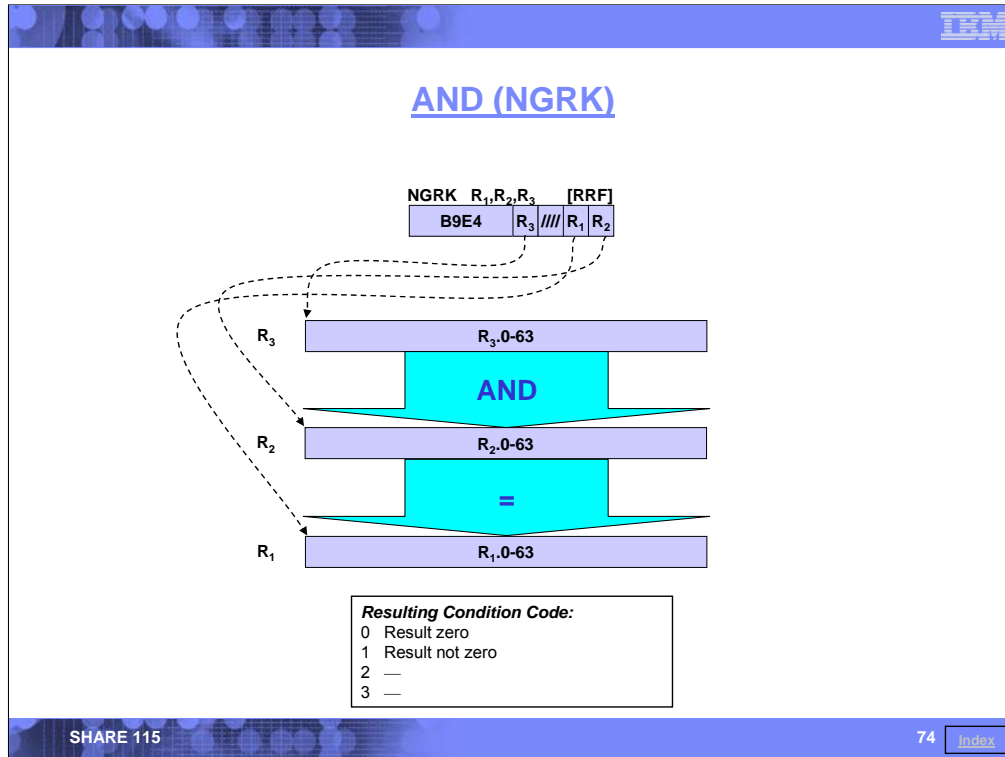 IBM
AND (NGRK)
NGRK R₁,R₂,R₃ [RRF]
B9E4 R₃ //// R₁ R₂
R₃ R₃.0-63
AND
R₂ R₂.0-63
=
R₁ R₁.0-63
Resulting Condition Code:
0 Result zero
1 Result not zero
2 —
3 —
SHARE 115 74 Index